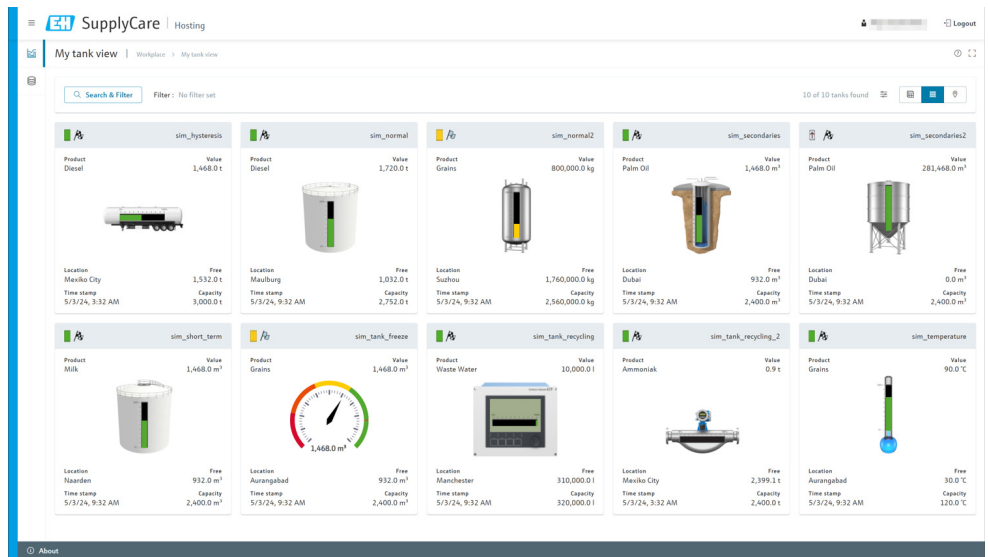 EH SupplyCare | Hosting
Logout
My tank view | Workplace > My tank view
Search & Filter Filter : No filter set
10 of 10 tanks found
sim_hysteresis
Product Value
Diesel 1,468.0 t
Location Free
Mexiko City 1,532.0 t
Time stamp Capacity
5/3/24, 3:32 AM 3,000.0 t
sim_normal
Product Value
Diesel 1,720.0 t
Location Free
Maulburg 1,032.0 t
Time stamp Capacity
5/3/24, 9:32 AM 2,752.0 t
sim_normal2
Product Value
Grains 800,000.0 kg
Location Free
Suzhou 1,760,000.0 kg
Time stamp Capacity
5/3/24, 9:32 AM 2,560,000.0 kg
sim_secondaries
Product Value
Palm Oil 1,468.0 m³
Location Free
Dubai 932.0 m³
Time stamp Capacity
5/3/24, 9:32 AM 2,400.0 m³
sim_secondaries2
Product Value
Palm Oil 281,468.0 m³
Location Free
Dubai 0.0 m³
Time stamp Capacity
5/3/24, 9:32 AM 2,400.0 m³
sim_short_term
Product Value
Milk 1,468.0 m³
Location Free
Naarden 932.0 m³
Time stamp Capacity
5/3/24, 9:32 AM 2,400.0 m³
sim_tank_freeze
Product Value
Grains 1,468.0 m³
1,468.0 m³
Location Free
Aurangabad 932.0 m³
Time stamp Capacity
5/3/24, 9:32 AM 2,400.0 m³
sim_tank_recycling
Product Value
Waste Water 10,000.0 l
Location Free
Manchester 310,000.0 l
Time stamp Capacity
5/3/24, 9:32 AM 320,000.0 l
sim_tank_recycling_2
Product Value
Ammoniak 0.9 t
Location Free
Mexiko City 2,399.1 t
Time stamp Capacity
5/3/24, 3:32 AM 2,400.0 t
sim_temperature
Product Value
Grains 90.0 °C
Location Free
Aurangabad 30.0 °C
Time stamp Capacity
5/3/24, 9:32 AM 120.0 °C
About